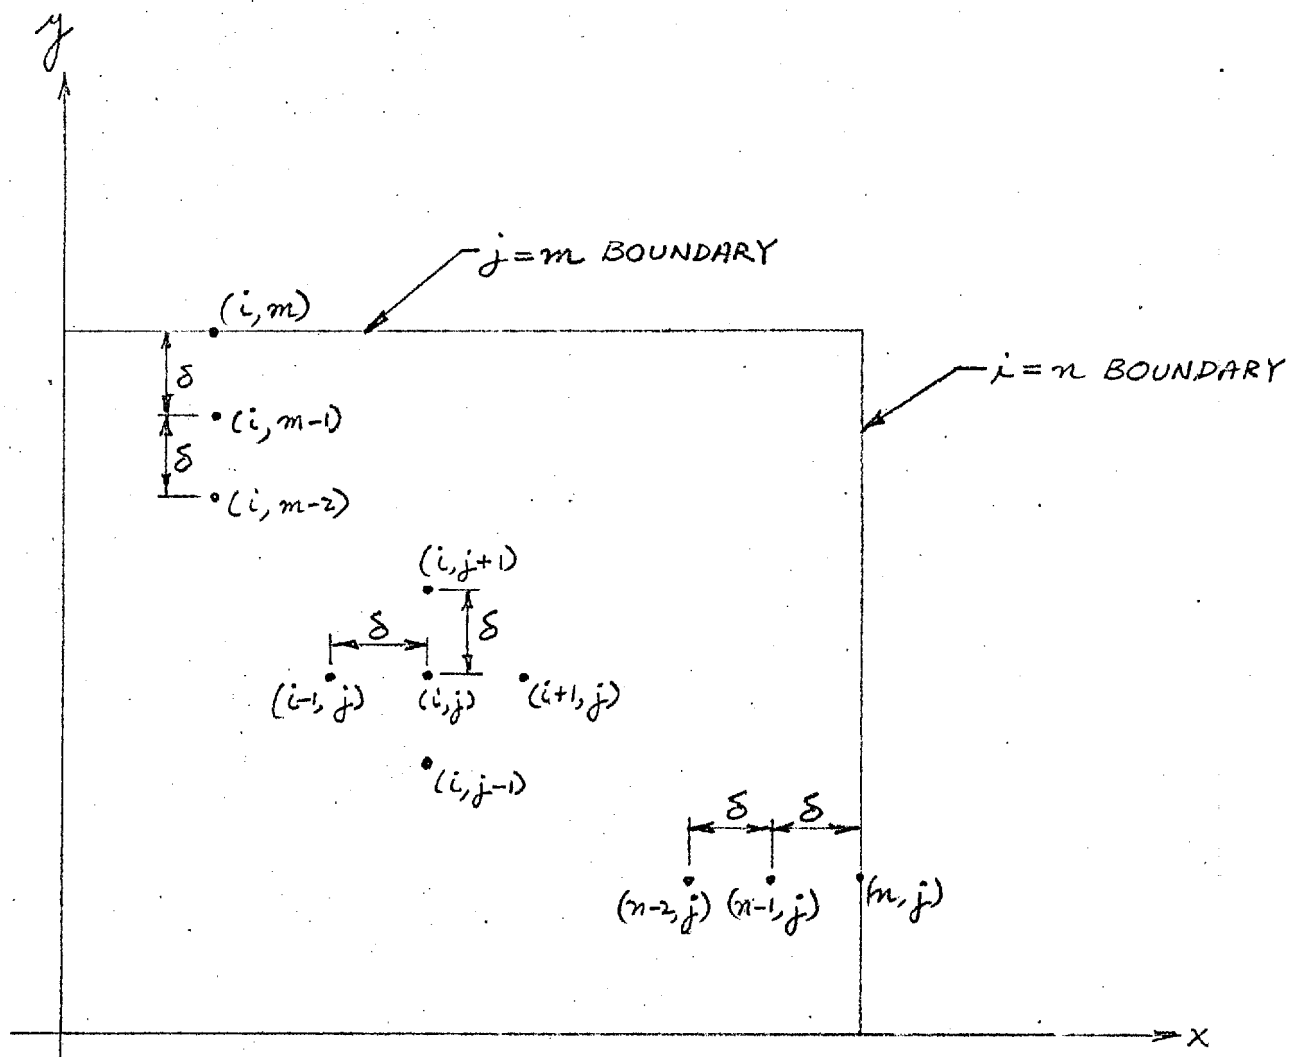 y
j=m BOUNDARY
(i,m)
i=n BOUNDARY
δ
(i, m-1)
δ
(i, m-2)
(i,j+1)
δ
δ
(i-1, j)
(i,j)
(i+1, j)
(i, j-1)
δ
δ
(n-2, j)
(n-1, j)
(n, j)
x